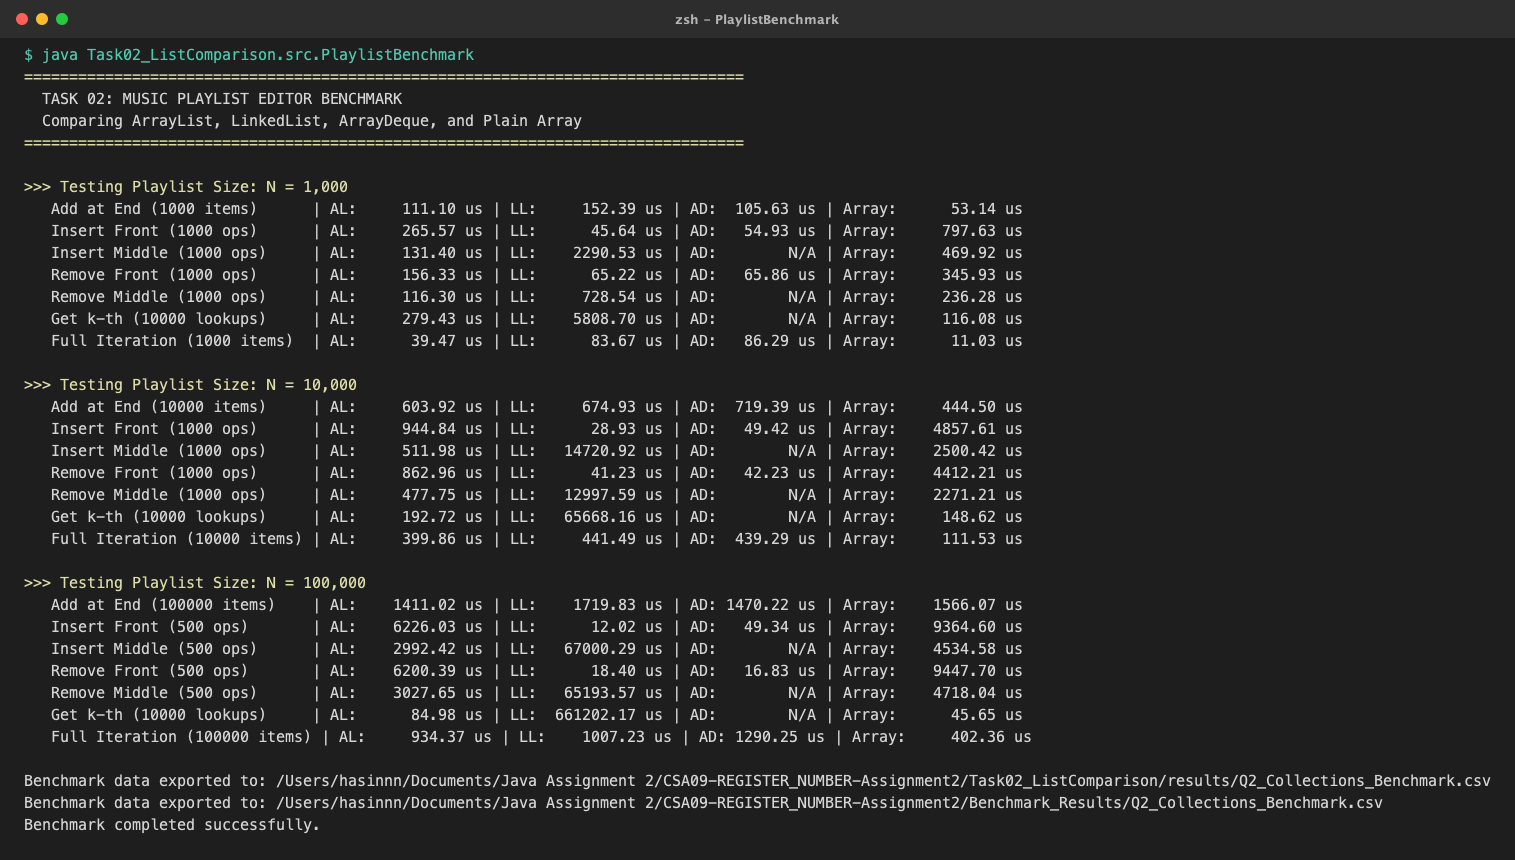 zsh – PlaylistBenchmark
$ java Task02_ListComparison.src.PlaylistBenchmark
================================================================================
  TASK 02: MUSIC PLAYLIST EDITOR BENCHMARK
  Comparing ArrayList, LinkedList, ArrayDeque, and Plain Array
================================================================================
>>> Testing Playlist Size: N = 1,000
   Add at End (1000 items)      | AL:     111.10 us | LL:     152.39 us | AD:  105.63 us | Array:      53.14 us
   Insert Front (1000 ops)      | AL:     265.57 us | LL:      45.64 us | AD:   54.93 us | Array:     797.63 us
   Insert Middle (1000 ops)     | AL:     131.40 us | LL:    2290.53 us | AD:        N/A | Array:     469.92 us
   Remove Front (1000 ops)      | AL:     156.33 us | LL:      65.22 us | AD:   65.86 us | Array:     345.93 us
   Remove Middle (1000 ops)     | AL:     116.30 us | LL:     728.54 us | AD:        N/A | Array:     236.28 us
   Get k-th (10000 lookups)     | AL:     279.43 us | LL:    5808.70 us | AD:        N/A | Array:     116.08 us
   Full Iteration (1000 items)  | AL:      39.47 us | LL:      83.67 us | AD:   86.29 us | Array:      11.03 us
>>> Testing Playlist Size: N = 10,000
   Add at End (10000 items)     | AL:     603.92 us | LL:     674.93 us | AD:  719.39 us | Array:     444.50 us
   Insert Front (1000 ops)      | AL:     944.84 us | LL:      28.93 us | AD:   49.42 us | Array:    4857.61 us
   Insert Middle (1000 ops)     | AL:     511.98 us | LL:   14720.92 us | AD:        N/A | Array:    2500.42 us
   Remove Front (1000 ops)      | AL:     862.96 us | LL:      41.23 us | AD:   42.23 us | Array:    4412.21 us
   Remove Middle (1000 ops)     | AL:     477.75 us | LL:   12997.59 us | AD:        N/A | Array:    2271.21 us
   Get k-th (10000 lookups)     | AL:     192.72 us | LL:   65668.16 us | AD:        N/A | Array:     148.62 us
   Full Iteration (10000 items) | AL:     399.86 us | LL:     441.49 us | AD:  439.29 us | Array:     111.53 us
>>> Testing Playlist Size: N = 100,000
   Add at End (100000 items)    | AL:    1411.02 us | LL:    1719.83 us | AD: 1470.22 us | Array:    1566.07 us
   Insert Front (500 ops)       | AL:    6226.03 us | LL:      12.02 us | AD:   49.34 us | Array:    9364.60 us
   Insert Middle (500 ops)      | AL:    2992.42 us | LL:   67000.29 us | AD:        N/A | Array:    4534.58 us
   Remove Front (500 ops)       | AL:    6200.39 us | LL:      18.40 us | AD:   16.83 us | Array:    9447.70 us
   Remove Middle (500 ops)      | AL:    3027.65 us | LL:   65193.57 us | AD:        N/A | Array:    4718.04 us
   Get k-th (10000 lookups)     | AL:      84.98 us | LL:  661202.17 us | AD:        N/A | Array:      45.65 us
   Full Iteration (100000 items) | AL:     934.37 us | LL:    1007.23 us | AD: 1290.25 us | Array:     402.36 us
Benchmark data exported to: /Users/hasinnn/Documents/Java Assignment 2/CSA09-REGISTER_NUMBER-Assignment2/Task02_ListComparison/results/Q2_Collections_Benchmark.csv
Benchmark data exported to: /Users/hasinnn/Documents/Java Assignment 2/CSA09-REGISTER_NUMBER-Assignment2/Benchmark_Results/Q2_Collections_Benchmark.csv
Benchmark completed successfully.